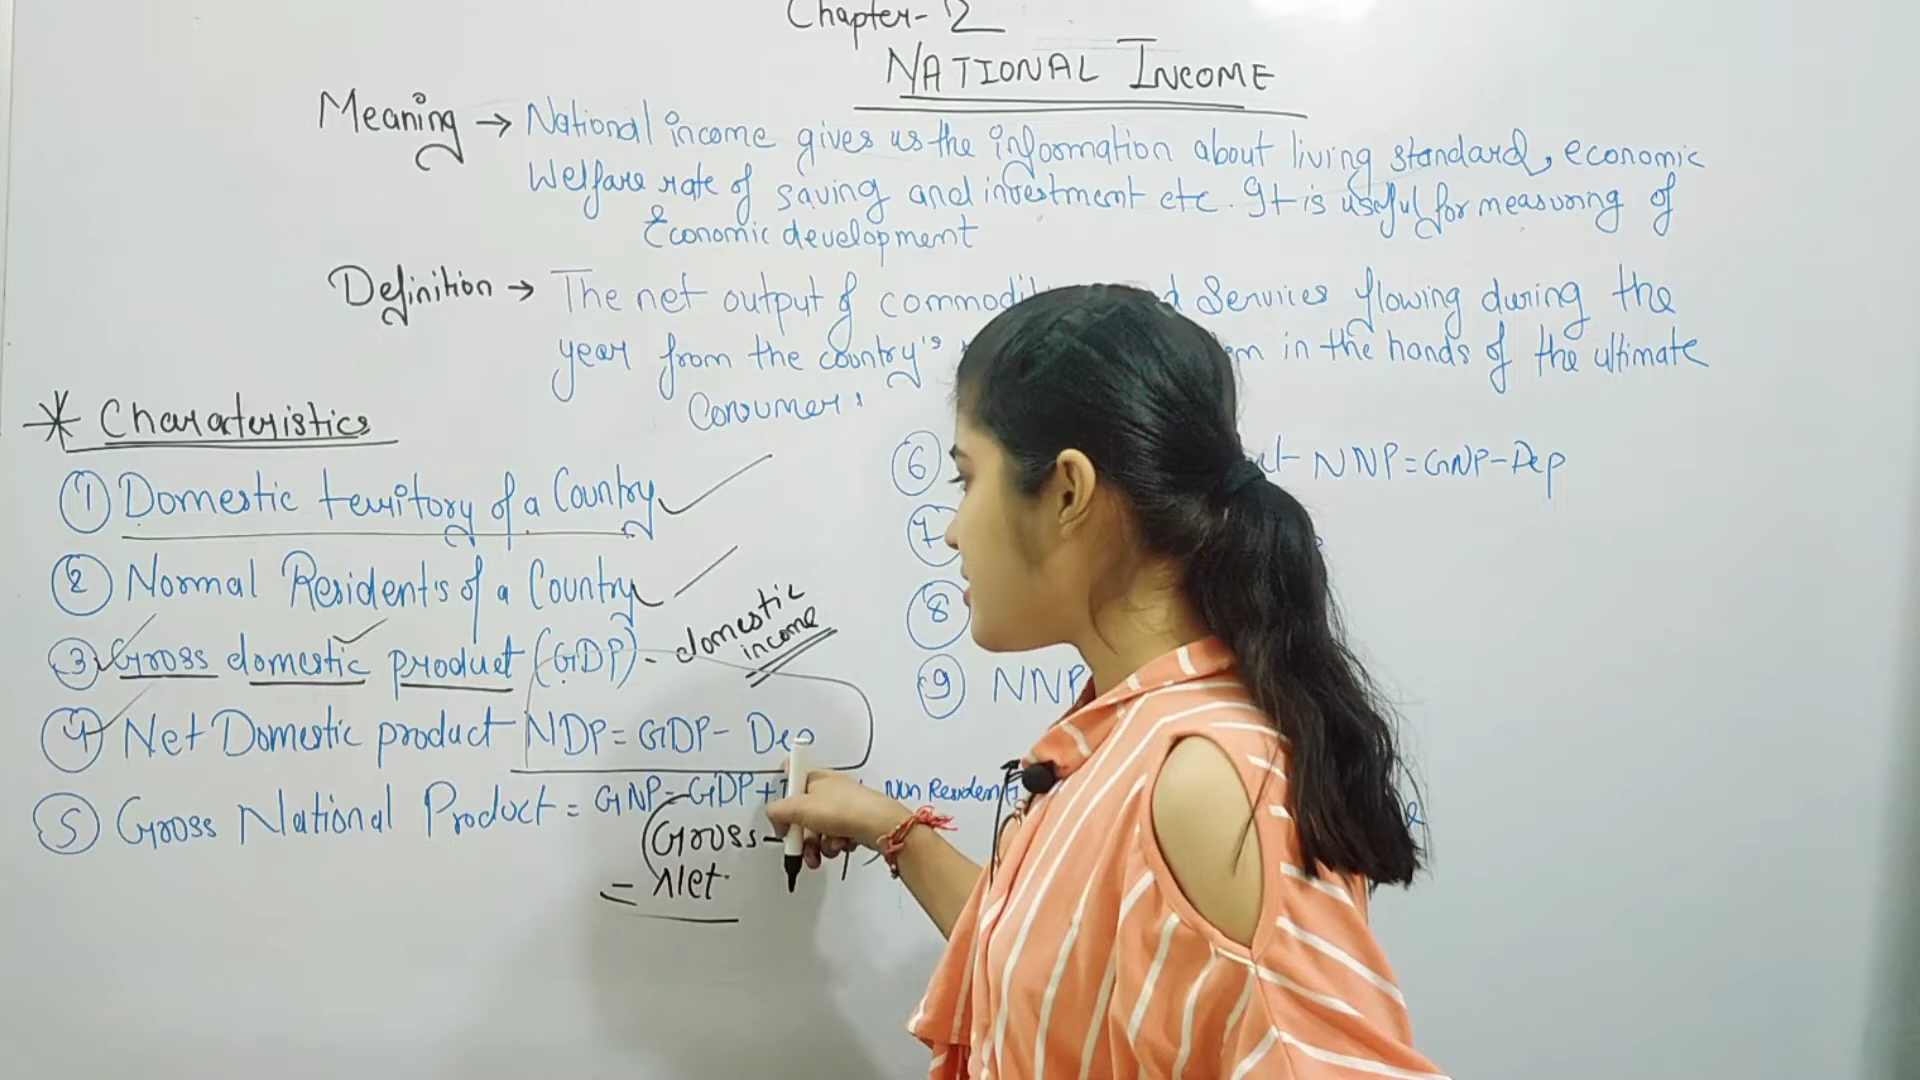 Chapter-2
NATIONAL INCOME
Meaning → National income gives us the information about living standard, economic
Welfare rate of saving and investment etc. It is useful for measuring of
Economic development
Definition → The net output of commodi Services flowing during the
year from the country's in the hands of the ultimate
Consumer.
* Charateristics
① Domestic territory of a Country
② Normal Resident's of a Country
③ Gross domestic product (GDP) - domestic income
④ Net Domestic product NDP = GDP - Dep
⑤ Gross National Product = GNP = GDP + Non Resident
Gross -
= Net
⑥ NNP = GNP - Dep
⑦
⑧
⑨ NNP